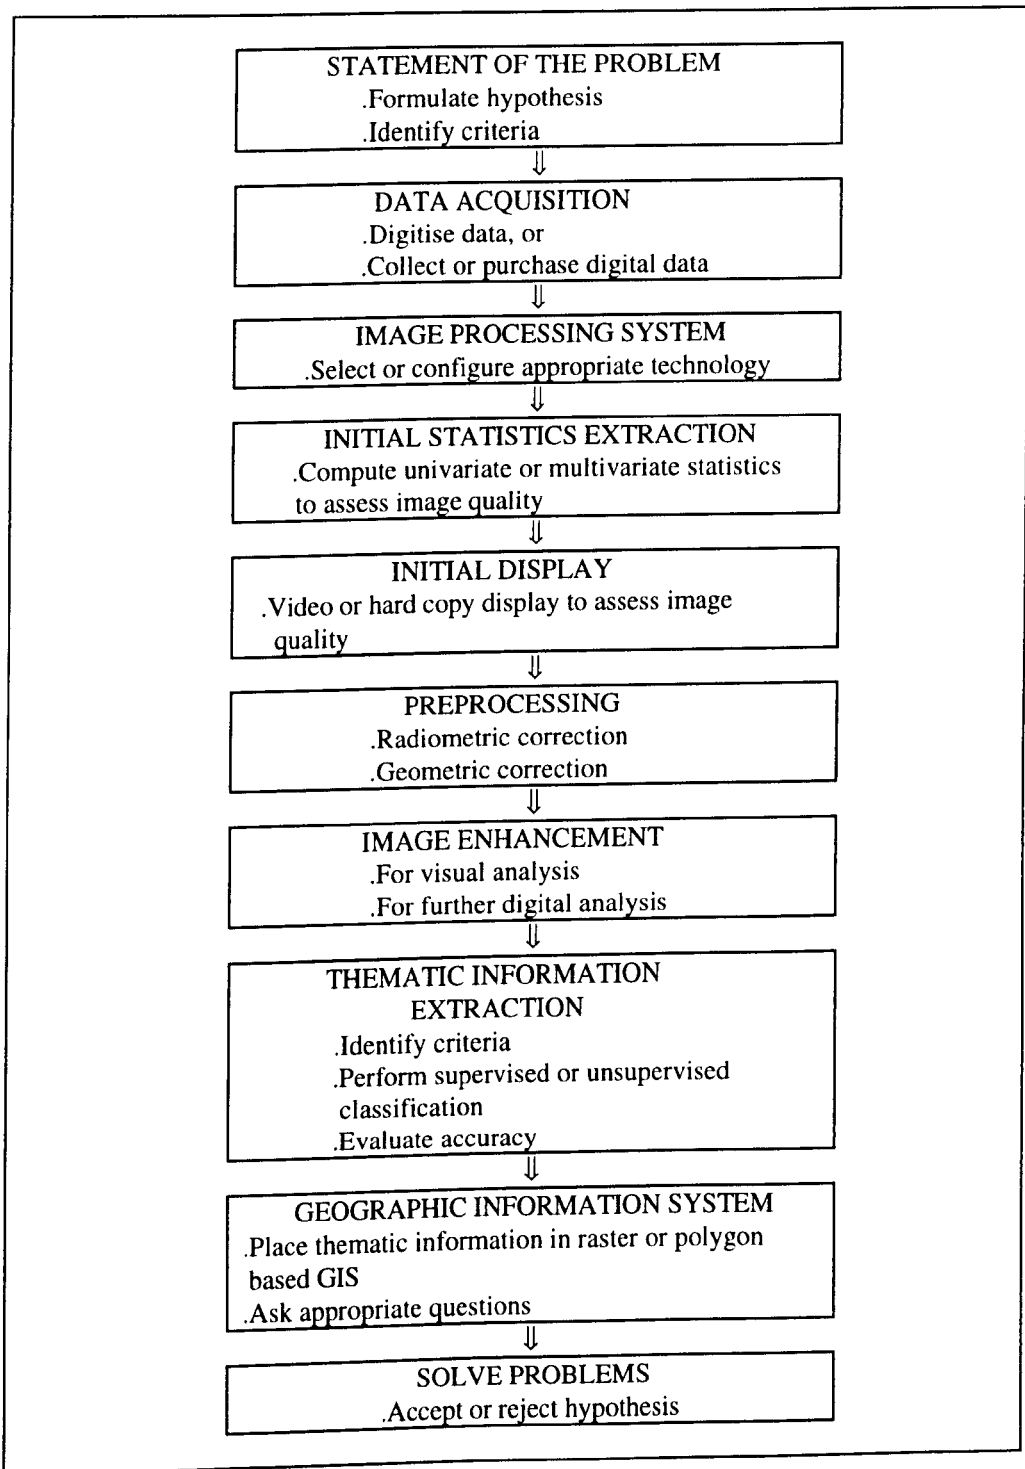 STATEMENT OF THE PROBLEM
.Formulate hypothesis
.Identify criteria
⇓
DATA ACQUISITION
.Digitise data, or
.Collect or purchase digital data
⇓
IMAGE PROCESSING SYSTEM
.Select or configure appropriate technology
⇓
INITIAL STATISTICS EXTRACTION
.Compute univariate or multivariate statistics
to assess image quality
⇓
INITIAL DISPLAY
.Video or hard copy display to assess image
quality
⇓
PREPROCESSING
.Radiometric correction
.Geometric correction
⇓
IMAGE ENHANCEMENT
.For visual analysis
.For further digital analysis
⇓
THEMATIC INFORMATION
EXTRACTION
.Identify criteria
.Perform supervised or unsupervised
classification
.Evaluate accuracy
⇓
GEOGRAPHIC INFORMATION SYSTEM
.Place thematic information in raster or polygon
based GIS
.Ask appropriate questions
⇓
SOLVE PROBLEMS
.Accept or reject hypothesis